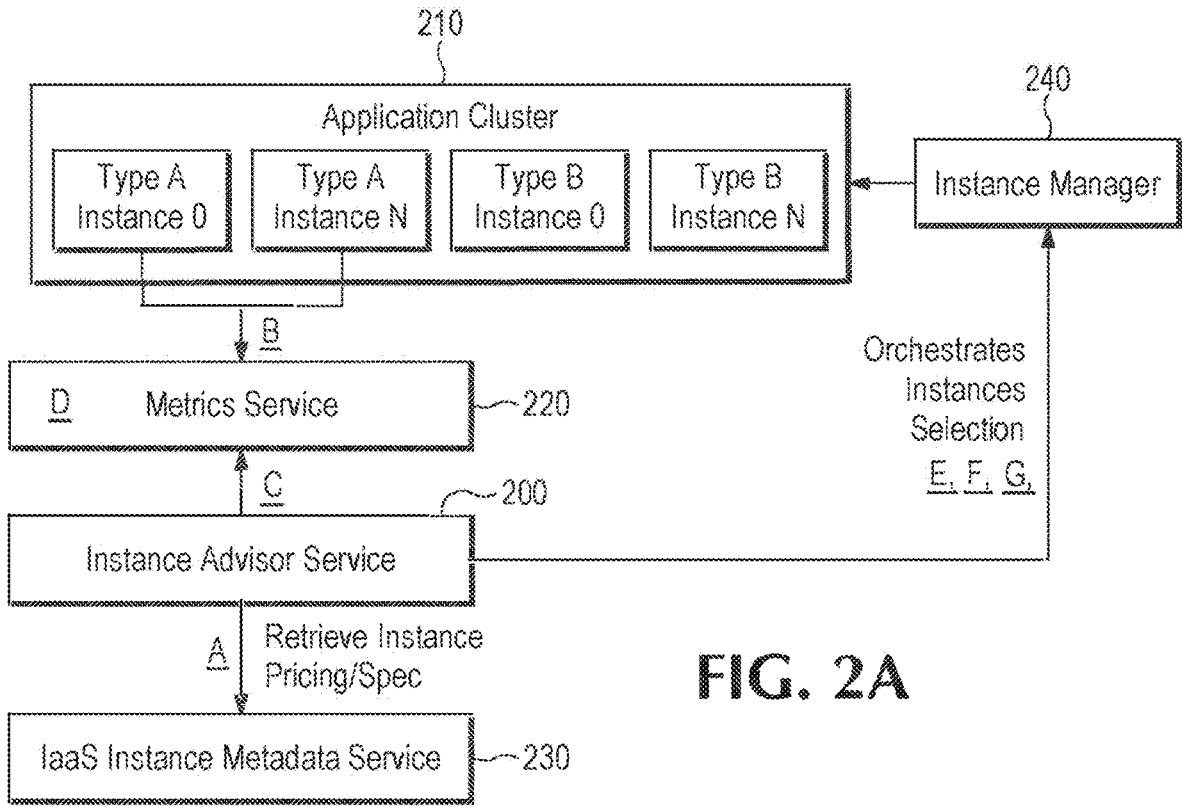 210
Application Cluster
240
Type A
Instance 0
Type A
Instance N
Type B
Instance 0
Type B
Instance N
Instance Manager
B
D
Metrics Service
220
Orchestrates
Instances
Selection
E, F, G,
C
200
Instance Advisor Service
A
Retrieve Instance
Pricing/Spec
FIG. 2A
IaaS Instance Metadata Service
230